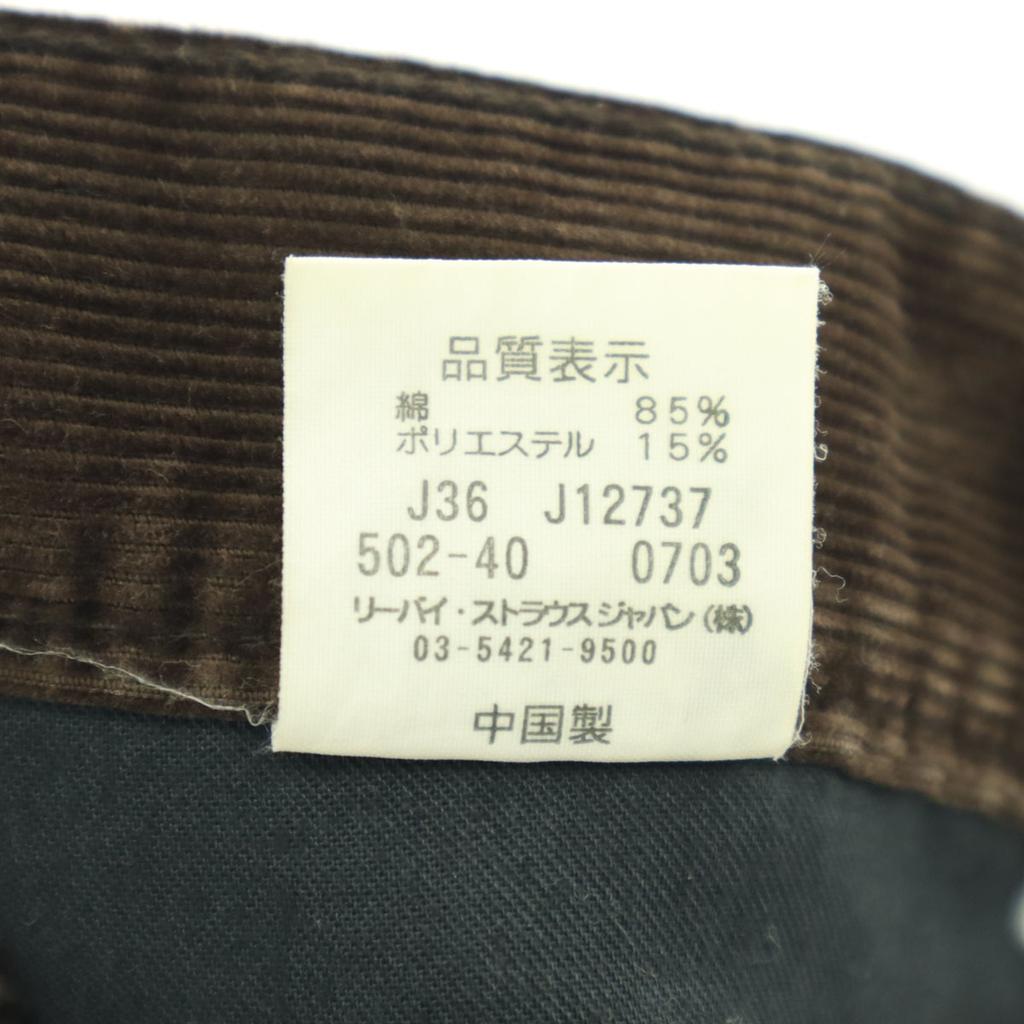 品質表示
綿 85%
ポリエステル 15%
J36 J12737
502-40 0703
リーバイ・ストラウスジャパン(株)
03-5421-9500
中国製